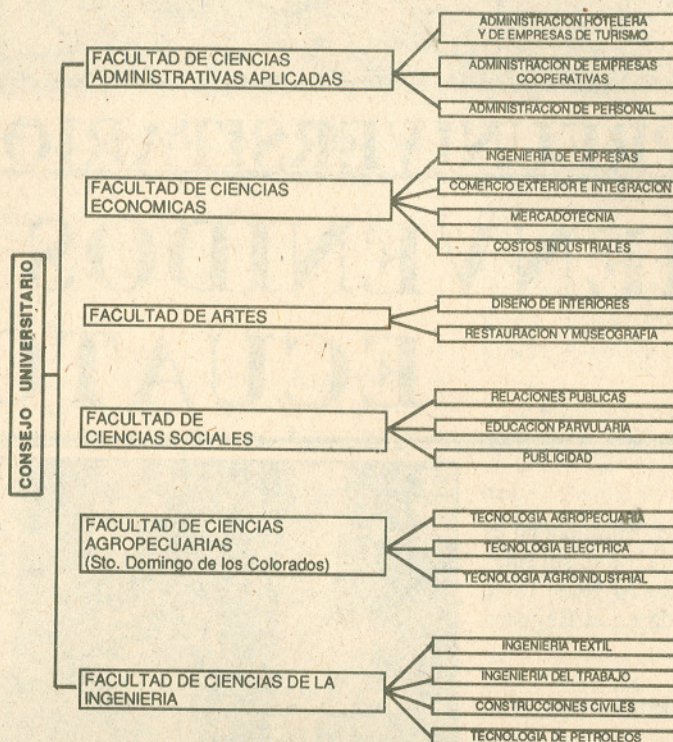 CONSEJO UNIVERSITARIO
FACULTAD DE CIENCIAS
ADMINISTRATIVAS APLICADAS
ADMINISTRACION HOTELERA
Y DE EMPRESAS DE TURISMO
ADMINISTRACION DE EMPRESAS
COOPERATIVAS
ADMINISTRACION DE PERSONAL
FACULTAD DE CIENCIAS
ECONOMICAS
INGENIERIA DE EMPRESAS
COMERCIO EXTERIOR E INTEGRACION
MERCADOTECNIA
COSTOS INDUSTRIALES
FACULTAD DE ARTES
DISEÑO DE INTERIORES
RESTAURACION Y MUSEOGRAFIA
FACULTAD DE
CIENCIAS SOCIALES
RELACIONES PUBLICAS
EDUCACION PARVULARIA
PUBLICIDAD
FACULTAD DE CIENCIAS
AGROPECUARIAS
(Sto. Domingo de los Colorados)
TECNOLOGIA AGROPECUARIA
TECNOLOGIA ELECTRICA
TECNOLOGIA AGROINDUSTRIAL
FACULTAD DE CIENCIAS DE LA
INGENIERIA
INGENIERIA TEXTIL
INGENIERIA DEL TRABAJO
CONSTRUCCIONES CIVILES
TECNOLOGIA DE PETROLEOS